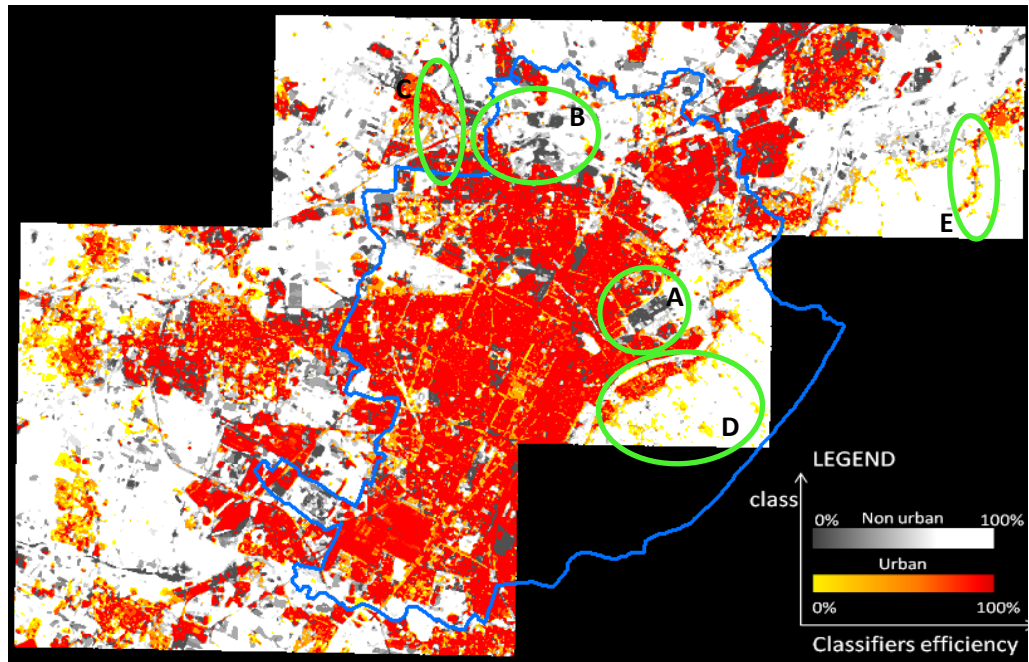 C
B
E
A
D
LEGEND
class
0% Non urban 100%
Urban
0% 100%
Classifiers efficiency